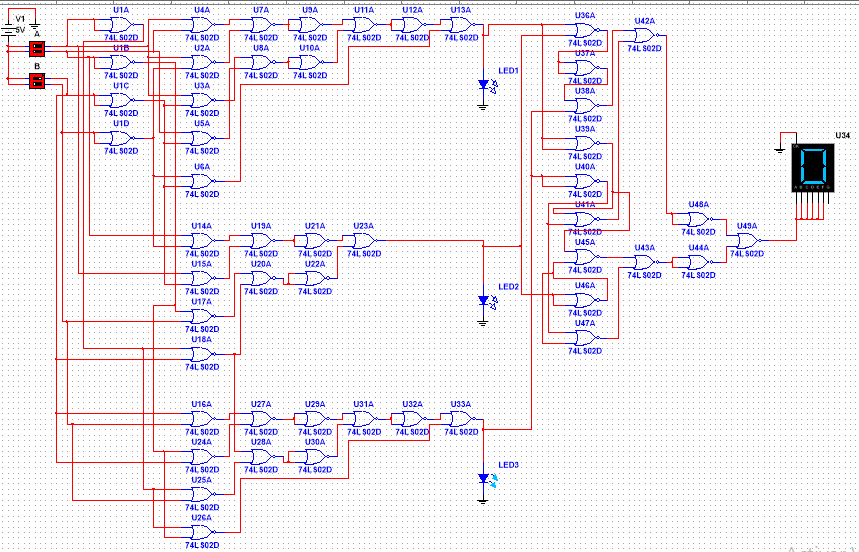 V1
5V
A
B
U1A
74LS02D
U1B
74LS02D
U1C
74LS02D
U1D
74LS02D
U4A
74LS02D
U7A
74LS02D
U9A
74LS02D
U11A
74LS02D
U12A
74LS02D
U13A
74LS02D
U2A
74LS02D
U8A
74LS02D
U10A
74LS02D
U3A
74LS02D
U5A
74LS02D
U6A
74LS02D
LED1
U14A
74LS02D
U19A
74LS02D
U21A
74LS02D
U23A
74LS02D
U15A
74LS02D
U20A
74LS02D
U22A
74LS02D
U17A
74LS02D
U18A
74LS02D
LED2
U16A
74LS02D
U27A
74LS02D
U29A
74LS02D
U31A
74LS02D
U32A
74LS02D
U33A
74LS02D
U24A
74LS02D
U28A
74LS02D
U30A
74LS02D
U25A
74LS02D
U26A
74LS02D
LED3
U36A
74LS02D
U37A
74LS02D
U38A
74LS02D
U39A
74LS02D
U40A
74LS02D
U41A
74LS02D
U45A
74LS02D
U46A
74LS02D
U47A
74LS02D
U42A
74LS02D
U43A
74LS02D
U48A
74LS02D
U44A
74LS02D
U49A
74LS02D
U34
A B C D E F G